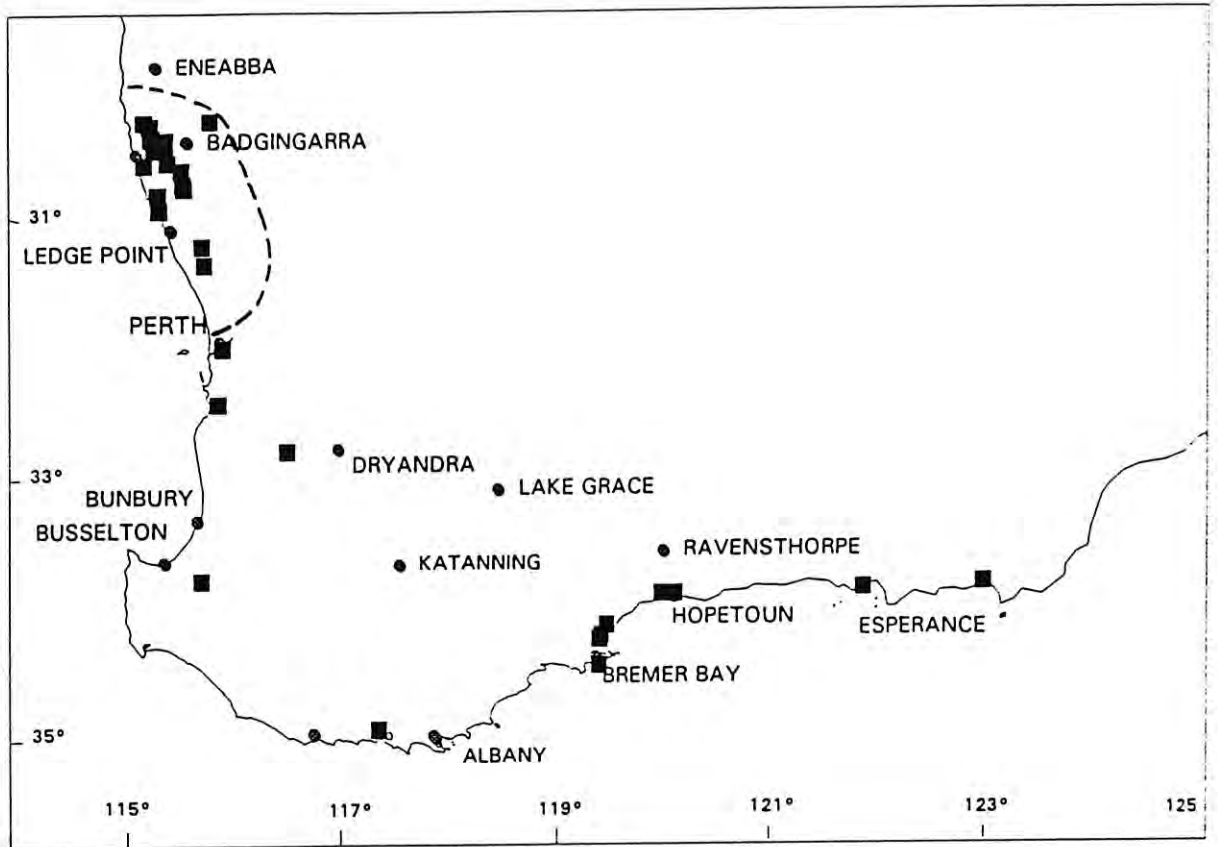 ENEABBA
BADGINGARRA
31°
LEDGE POINT
PERTH
DRYANDRA
33°
LAKE GRACE
BUNBURY
BUSSELTON
RAVENSTHORPE
KATANNING
HOPETOUN
ESPERANCE
BREMER BAY
35°
ALBANY
115° 117° 119° 121° 123° 125